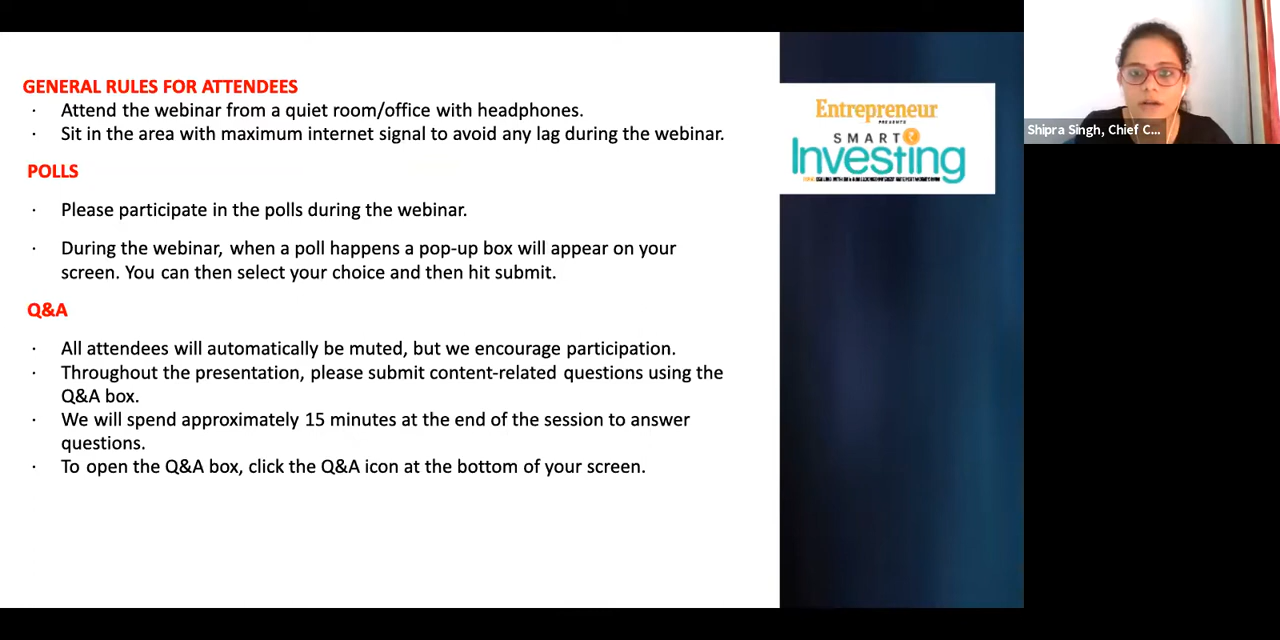 GENERAL RULES FOR ATTENDEES
· Attend the webinar from a quiet room/office with headphones.
· Sit in the area with maximum internet signal to avoid any lag during the webinar.
POLLS
· Please participate in the polls during the webinar.
· During the webinar, when a poll happens a pop-up box will appear on your
screen. You can then select your choice and then hit submit.
Q&A
· All attendees will automatically be muted, but we encourage participation.
· Throughout the presentation, please submit content-related questions using the
Q&A box.
· We will spend approximately 15 minutes at the end of the session to answer
questions.
· To open the Q&A box, click the Q&A icon at the bottom of your screen.
Entrepreneur
PRESENTS
SMART ₹
Investing
Shipra Singh, Chief C...